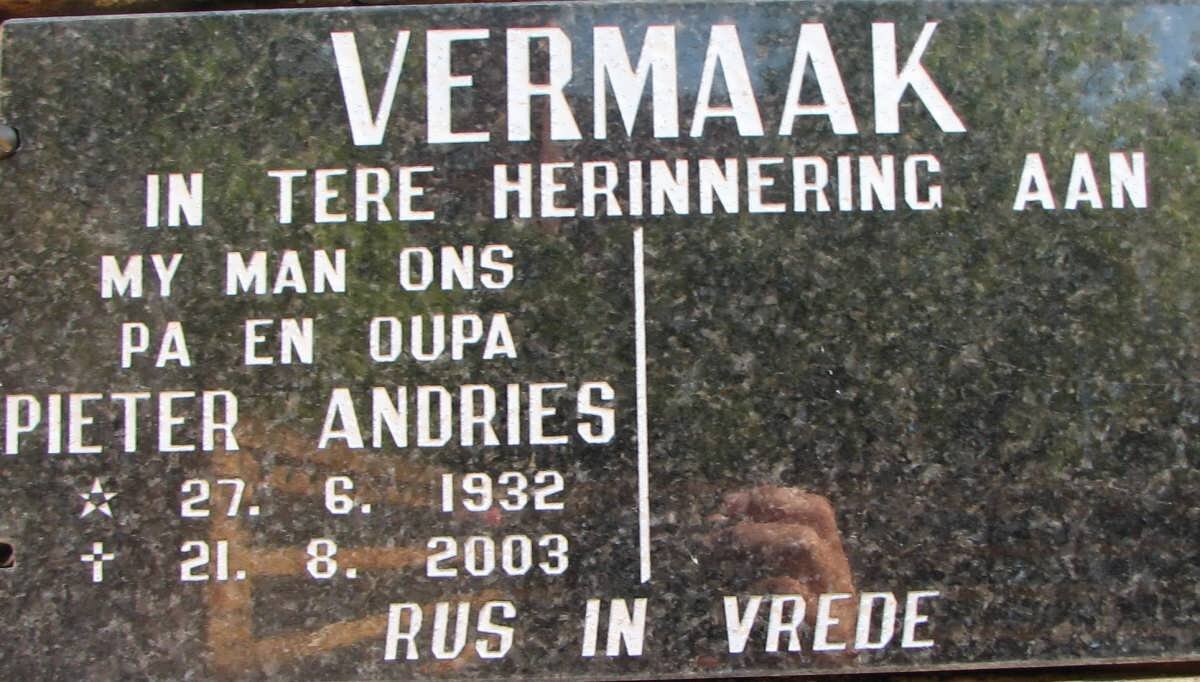 VERMAAK
IN TERE HERINNERING AAN
MY MAN ONS
PA EN OUPA
PIETER ANDRIES
☆ 27. 6. 1932
✝ 21. 8. 2003
RUS IN VREDE